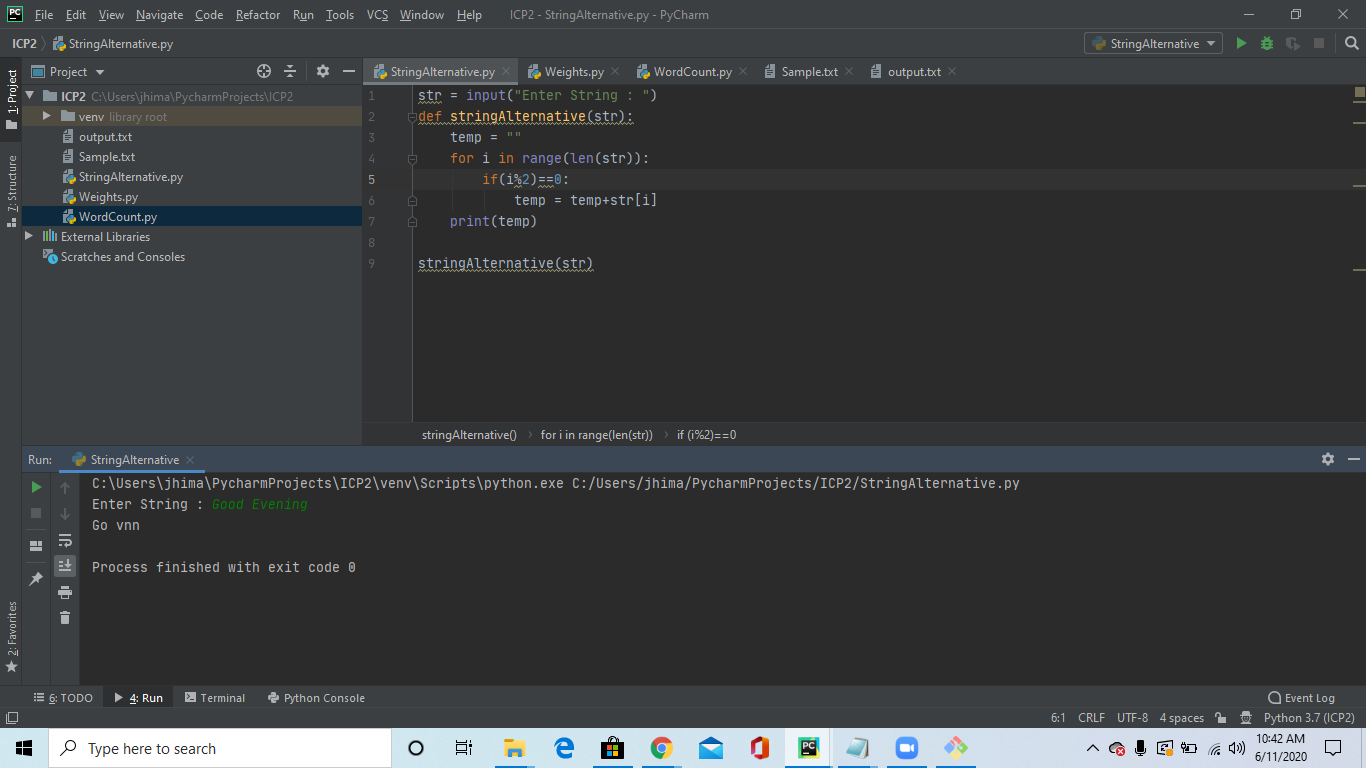 PC File Edit View Navigate Code Refactor Run Tools VCS Window Help ICP2 - StringAlternative.py - PyCharm
ICP2 StringAlternative.py StringAlternative
1: Project
7: Structure
2: Favorites
Project
ICP2 C:\Users\jhima\PycharmProjects\ICP2
venv library root
output.txt
Sample.txt
StringAlternative.py
Weights.py
WordCount.py
External Libraries
Scratches and Consoles
StringAlternative.py Weights.py WordCount.py Sample.txt output.txt
1 str = input("Enter String : ")
2 def stringAlternative(str):
3 temp = ""
4 for i in range(len(str)):
5 if(i%2)==0:
6 temp = temp+str[i]
7 print(temp)
8
9 stringAlternative(str)
stringAlternative() for i in range(len(str)) if (i%2)==0
Run: StringAlternative
C:\Users\jhima\PycharmProjects\ICP2\venv\Scripts\python.exe C:/Users/jhima/PycharmProjects/ICP2/StringAlternative.py
Enter String : Good Evening
Go vnn
Process finished with exit code 0
6: TODO 4: Run Terminal Python Console Event Log
6:1 CRLF UTF-8 4 spaces Python 3.7 (ICP2)
Type here to search
PC
10:42 AM
6/11/2020